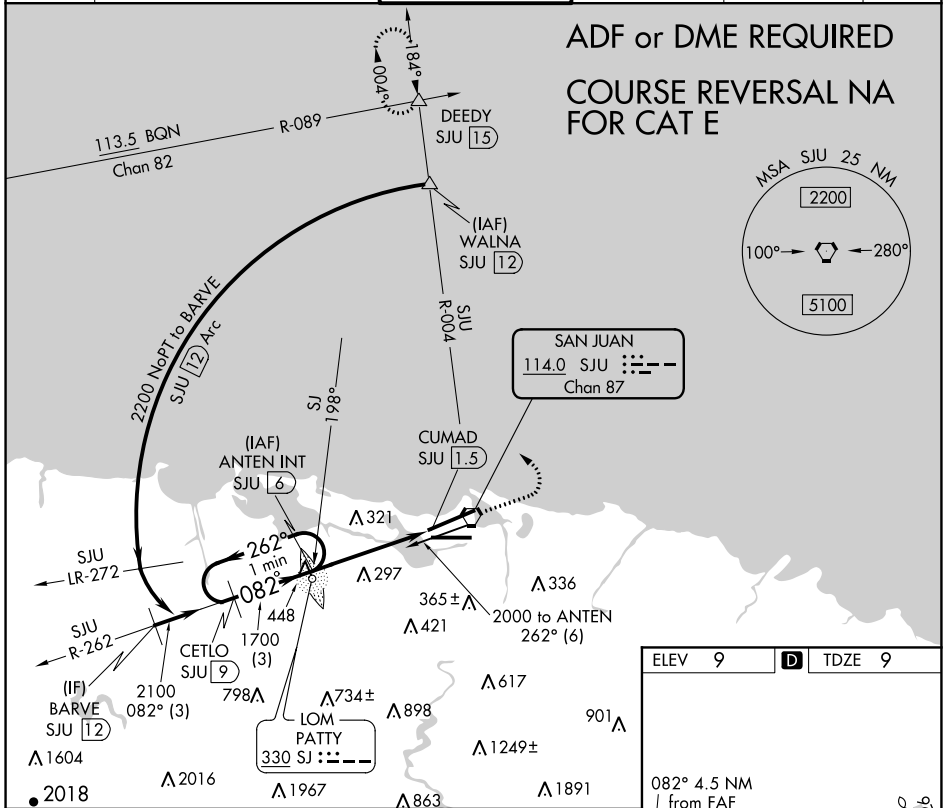 ADF or DME REQUIRED
COURSE REVERSAL NA
FOR CAT E
184°
004°
DEEDY
SJU 15
113.5 BQN
Chan 82
R-089
MSA SJU 25 NM
2200
100°
280°
5100
(IAF)
WALNA
SJU 12
2200 NoPT to BARVE
SJU 12 Arc
SJU
R-004
SAN JUAN
114.0 SJU
Chan 87
SJ
198°
(IAF)
ANTEN INT
SJU 6
CUMAD
SJU 1.5
321
262°
1 min
082°
SJU
LR-272
297
336
448
365±
2000 to ANTEN
262° (6)
421
SJU
R-262
CETLO
SJU 9
1700
(3)
(IF)
BARVE
SJU 12
2100
082° (3)
798
734±
617
898
901
LOM
PATTY
330 SJ
1249±
1604
2016
1967
1891
2018
863
ELEV 9
D
TDZE 9
082° 4.5 NM
from FAF